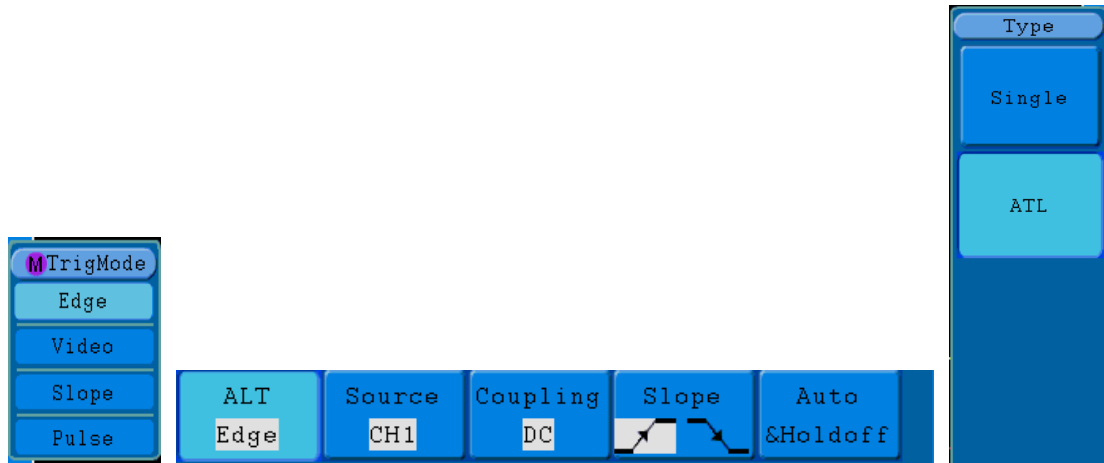 MTrigMode
Edge
Video
Slope
Pulse
ALT Source Coupling Slope Auto
Edge CH1 DC &Holdoff
Type
Single
ATL